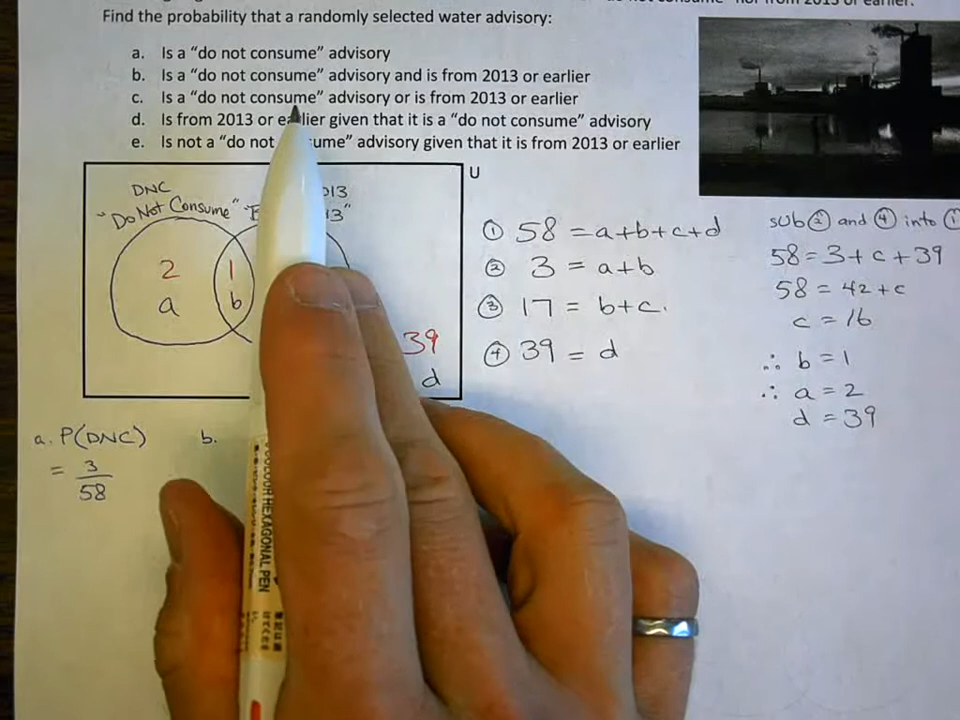 Find the probability that a randomly selected water advisory:
a. Is a “do not consume” advisory
b. Is a “do not consume” advisory and is from 2013 or earlier
c. Is a “do not consume” advisory or is from 2013 or earlier
d. Is from 2013 or earlier given that it is a “do not consume” advisory
e. Is not a “do not ume” advisory given that it is from 2013 or earlier
U
DNC
"Do Not Consume"
13"
2 1
a b
39
d
① 58 = a+b+c+d
② 3 = a+b
③ 17 = b+c.
④ 39 = d
sub ② and ④ into ①
58 = 3 + c + 39
58 = 42 + c
c = 16
∴ b = 1
∴ a = 2
d = 39
a. P(DNC)
= 3/58
b.
COLOUR HEXAGONAL PEN